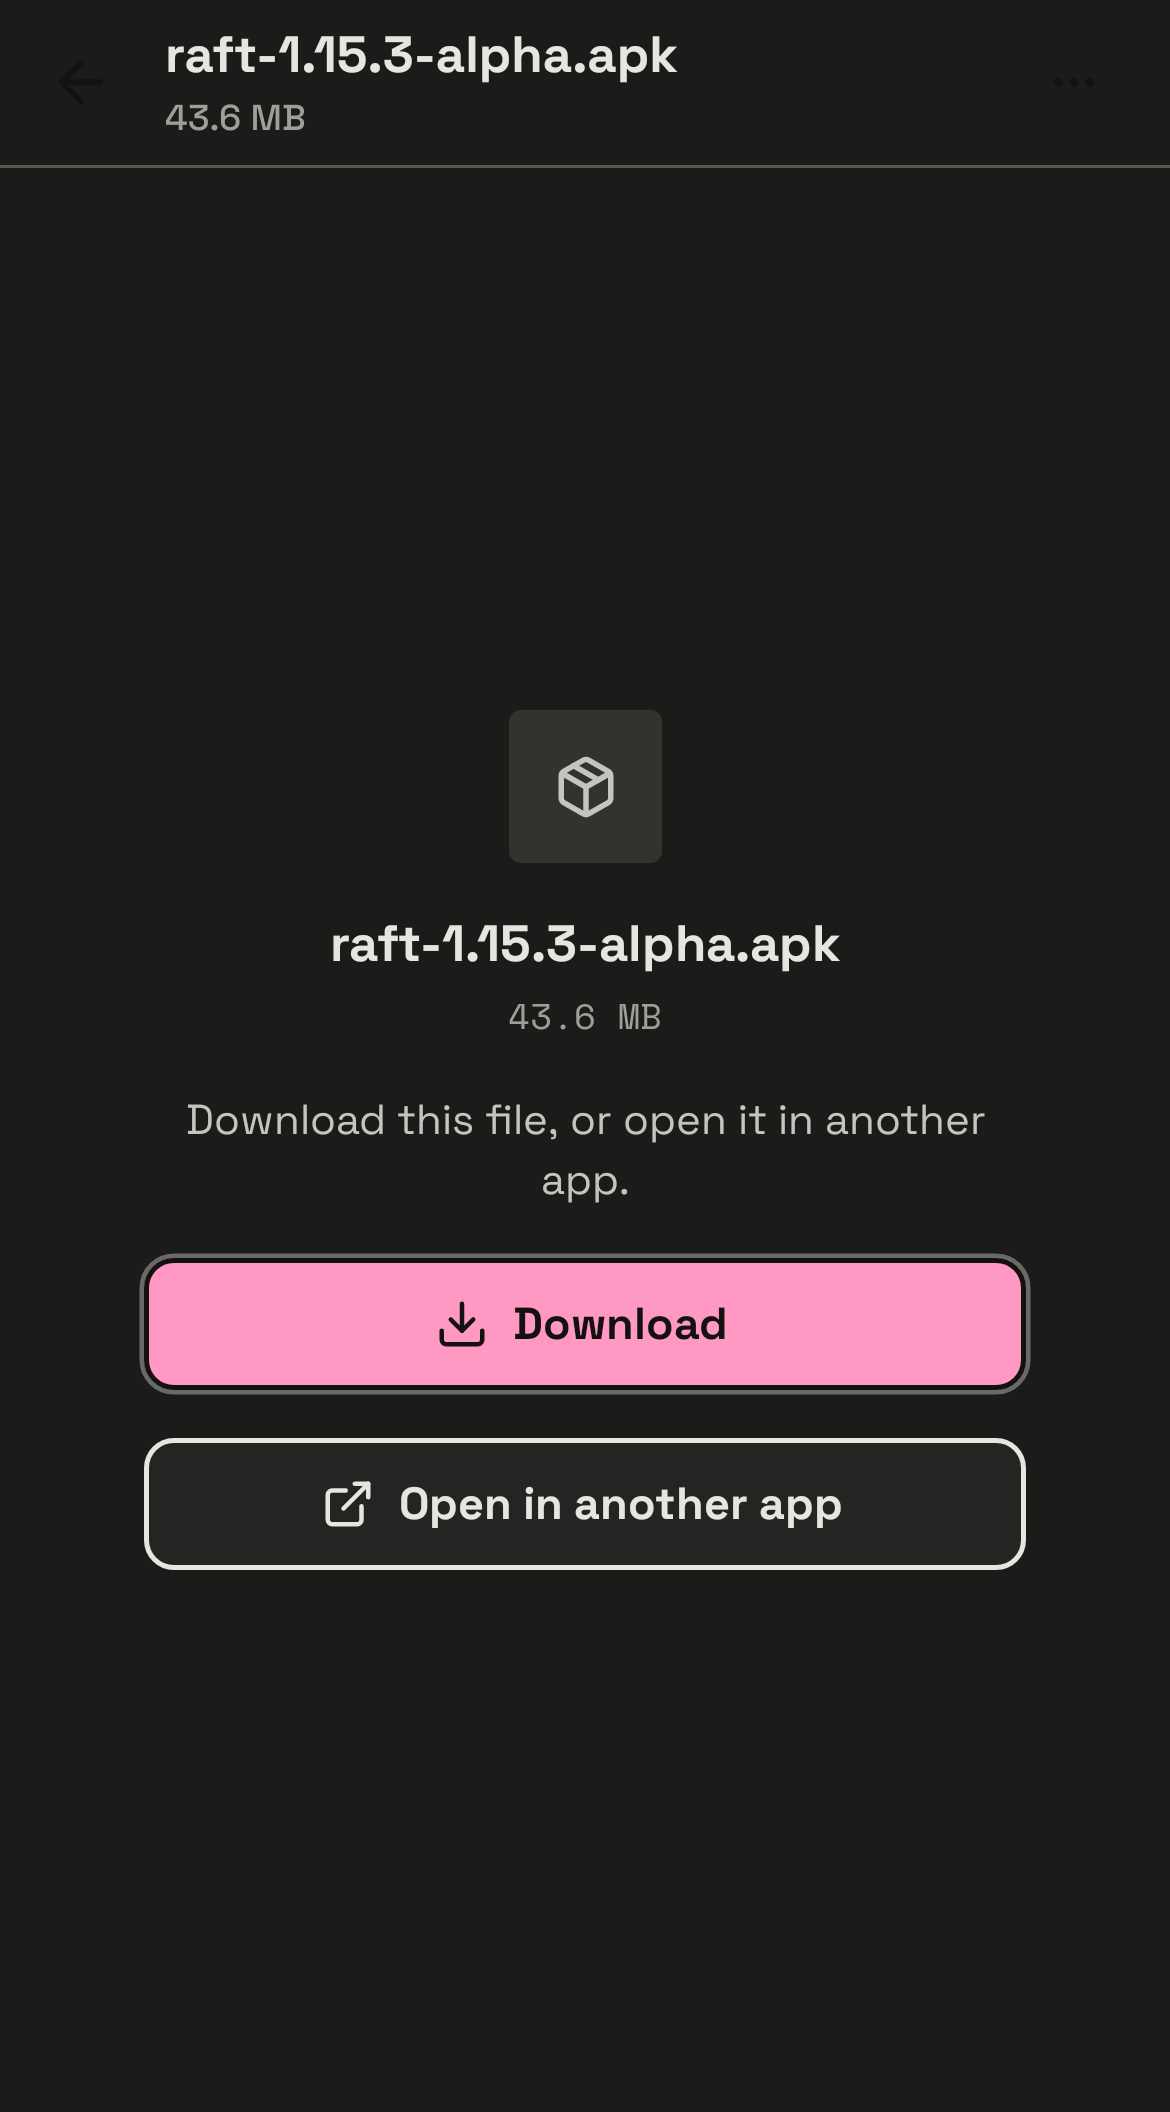 raft-1.15.3-alpha.apk
43.6 MB
raft-1.15.3-alpha.apk
43.6 MB
Download this file, or open it in another
app.
Download
Open in another app